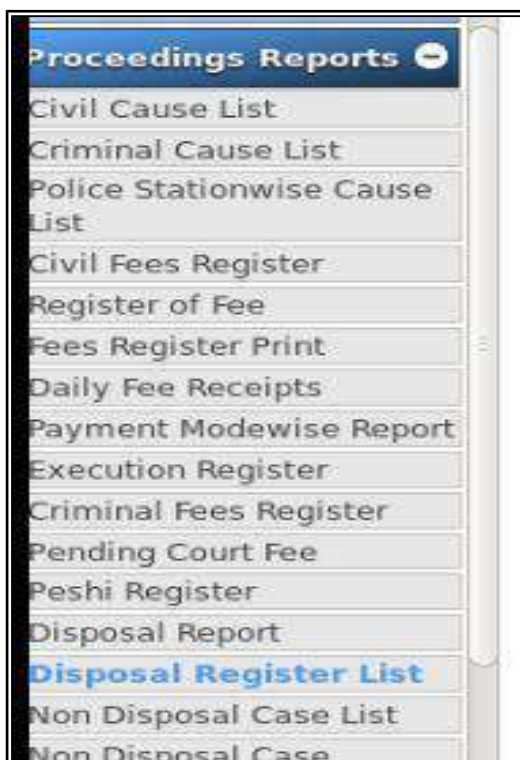 Proceedings Reports
Civil Cause List
Criminal Cause List
Police Stationwise Cause
List
Civil Fees Register
Register of Fee
Fees Register Print
Daily Fee Receipts
Payment Modewise Report
Execution Register
Criminal Fees Register
Pending Court Fee
Peshi Register
Disposal Report
Disposal Register List
Non Disposal Case List
Non Disposal Case